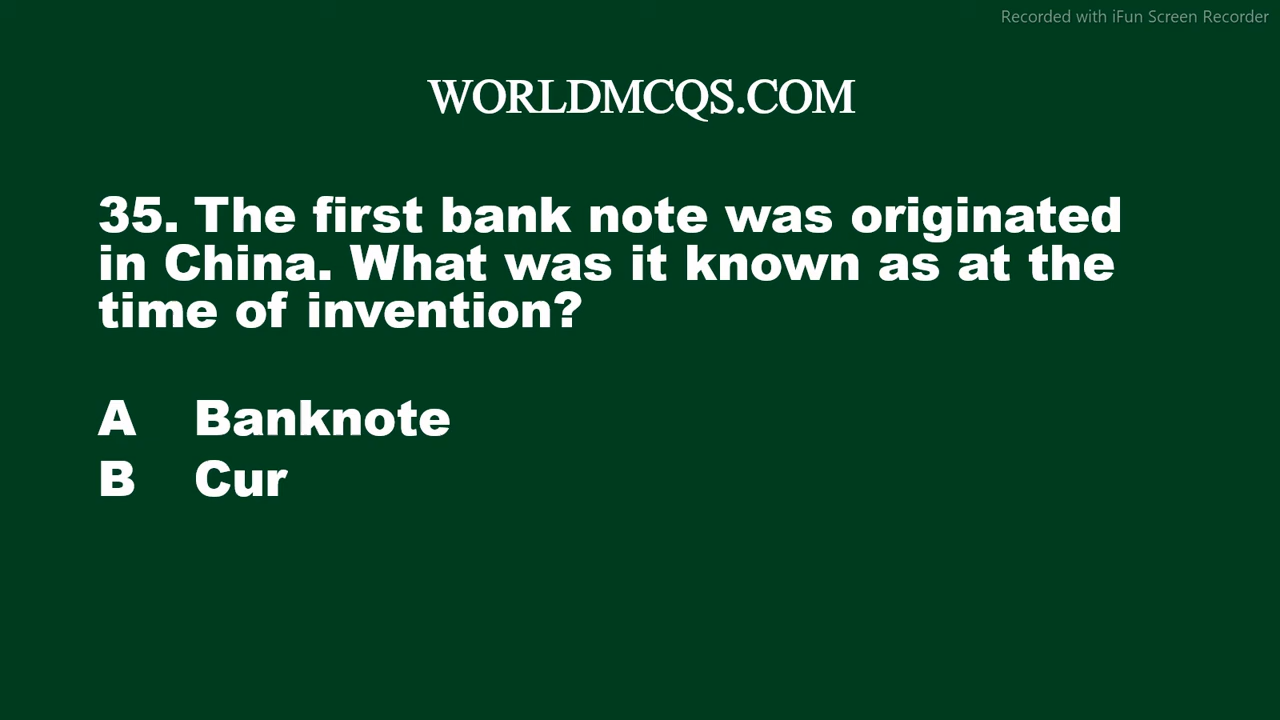 Recorded with iFun Screen Recorder
WORLDMCQS.COM
35. The first bank note was originated
in China. What was it known as at the
time of invention?
A Banknote
B Cur